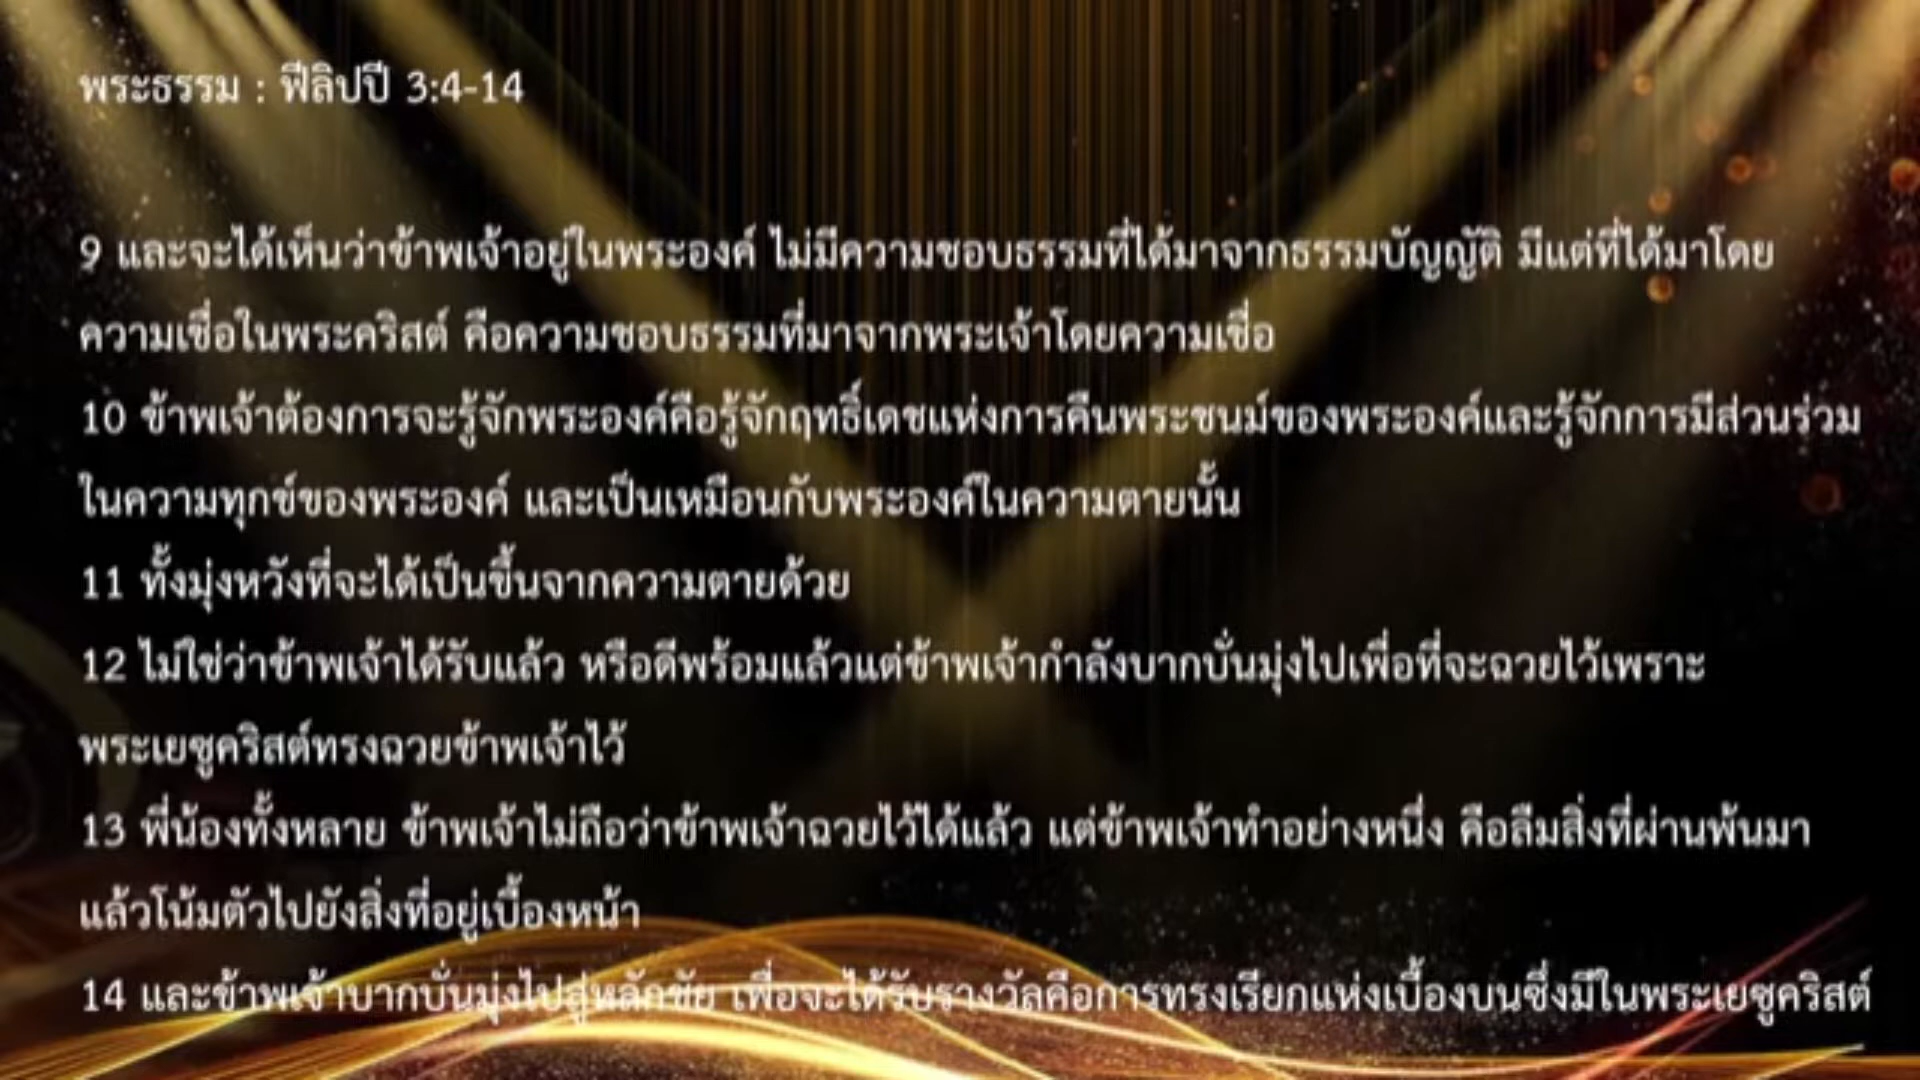 พระธรรม : ฟีลิปปี 3:4-14
9 และจะได้เห็นว่าข้าพเจ้าอยู่ในพระองค์ ไม่มีความชอบธรรมที่ได้มาจากธรรมบัญญัติ มีแต่ที่ได้มาโดย
ความเชื่อในพระคริสต์ คือความชอบธรรมที่มาจากพระเจ้าโดยความเชื่อ
10 ข้าพเจ้าต้องการจะรู้จักพระองค์คือรู้จักฤทธิ์เดชแห่งการคืนพระชนม์ของพระองค์และรู้จักการมีส่วนร่วม
ในความทุกข์ของพระองค์ และเป็นเหมือนกับพระองค์ในความตายนั้น
11 ทั้งมุ่งหวังที่จะได้เป็นขึ้นจากความตายด้วย
12 ไม่ใช่ว่าข้าพเจ้าได้รับแล้ว หรือดีพร้อมแล้วแต่ข้าพเจ้ากำลังบากบั่นมุ่งไปเพื่อที่จะฉวยไว้เพราะ
พระเยซูคริสต์ทรงฉวยข้าพเจ้าไว้
13 พี่น้องทั้งหลาย ข้าพเจ้าไม่ถือว่าข้าพเจ้าฉวยไว้ได้แล้ว แต่ข้าพเจ้าทำอย่างหนึ่ง คือลืมสิ่งที่ผ่านพ้นมา
แล้วโน้มตัวไปยังสิ่งที่อยู่เบื้องหน้า
14 และข้าพเจ้าบากบั่นมุ่งไปสู่หลักชัย เพื่อจะได้รับรางวัลคือการทรงเรียกแห่งเบื้องบนซึ่งมีในพระเยซูคริสต์